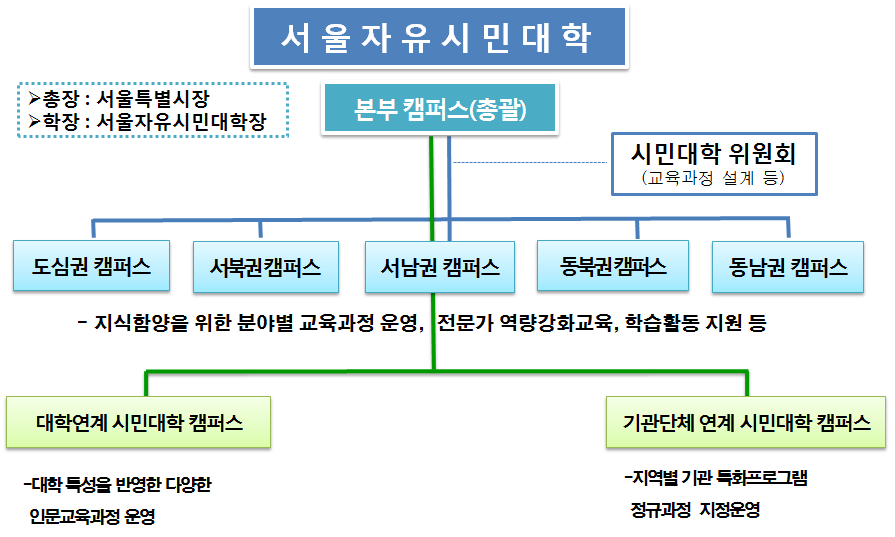 서울자유시민대학
➢총장 : 서울특별시장
➢학장 : 서울자유시민대학장
본부 캠퍼스(총괄)
시민대학 위원회
(교육과정 설계 등)
도심권 캠퍼스
서북권캠퍼스
서남권 캠퍼스
동북권캠퍼스
동남권 캠퍼스
- 지식함양을 위한 분야별 교육과정 운영, 전문가 역량강화교육, 학습활동 지원 등
대학연계 시민대학 캠퍼스
기관단체 연계 시민대학 캠퍼스
-대학 특성을 반영한 다양한
인문교육과정 운영
-지역별 기관 특화프로그램
정규과정 지정운영